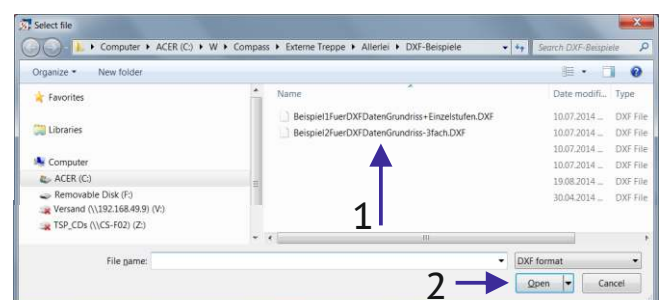 Select file
Computer ▸ ACER (C:) ▸ W ▸ Compass ▸ Externe Treppe ▸ Allerlei ▸ DXF-Beispiele
Search DXF-Beispiele
Organize
New folder
Favorites
Libraries
Computer
ACER (C:)
Removable Disk (F:)
Versand (\\192.168.49.9) (V:)
TSP_CDs (\\CS-F02) (Z:)
Name
Date modifi...
Type
Beispiel1FuerDXFDatenGrundriss+Einzelstufen.DXF
10.07.2014 ...
DXF File
Beispiel2FuerDXFDatenGrundriss-3fach.DXF
10.07.2014 ...
DXF File
10.07.2014 ...
DXF File
10.07.2014 ...
DXF File
19.08.2014 ...
DXF File
30.04.2014 ...
DXF File
1
File name:
DXF format
2
Open
Cancel